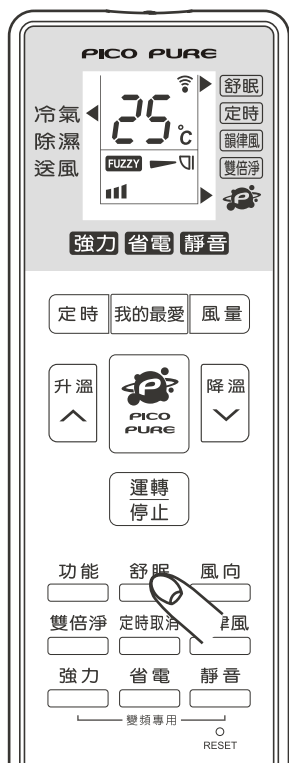 PICO PURE
冷氣
除濕
送風
25°C
FUZZY
舒眠
定時
韻律風
雙倍淨
強力 省電 靜音
定時 我的最愛 風量
升溫
PICO
PURE
降溫
運轉
停止
功能 舒眠 風向
雙倍淨 定時取消 律風
強力 省電 靜音
變頻專用
RESET